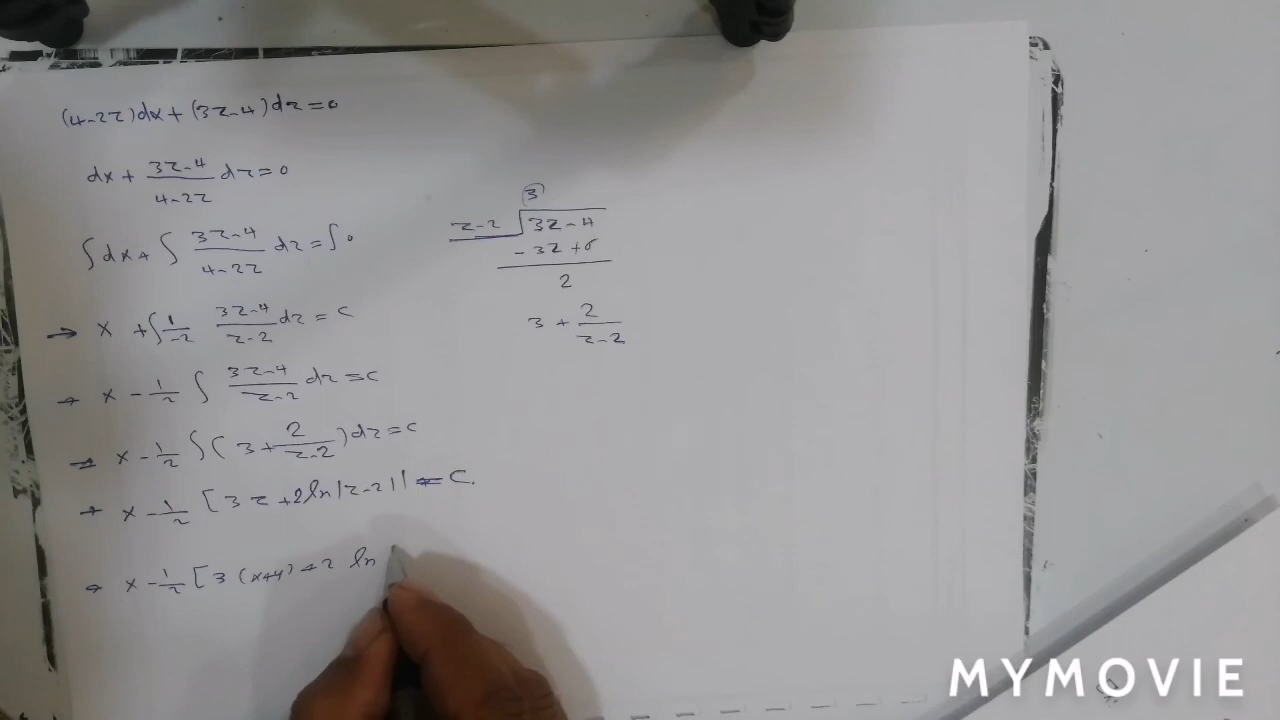 (4-2z)dx+(3z-4)dz=0
dx + 3z-4/4-2z dz=0
∫dx+ ∫ 3z-4/4-2z dz=∫0
→ x +∫1/-2 3z-4/z-2 dz = c
→ x - 1/2 ∫ 3z-4/z-2 dz = c
→ x - 1/2 ∫( 3+ 2/z-2 )dz = c
→ x - 1/2 [3z +2ln|z-2|] = C.
→ x - 1/2 [3(x+y)+2 ln
3
z-2 √3z-4
-3z+6
2
3 + 2/z-2
MYMOVIE